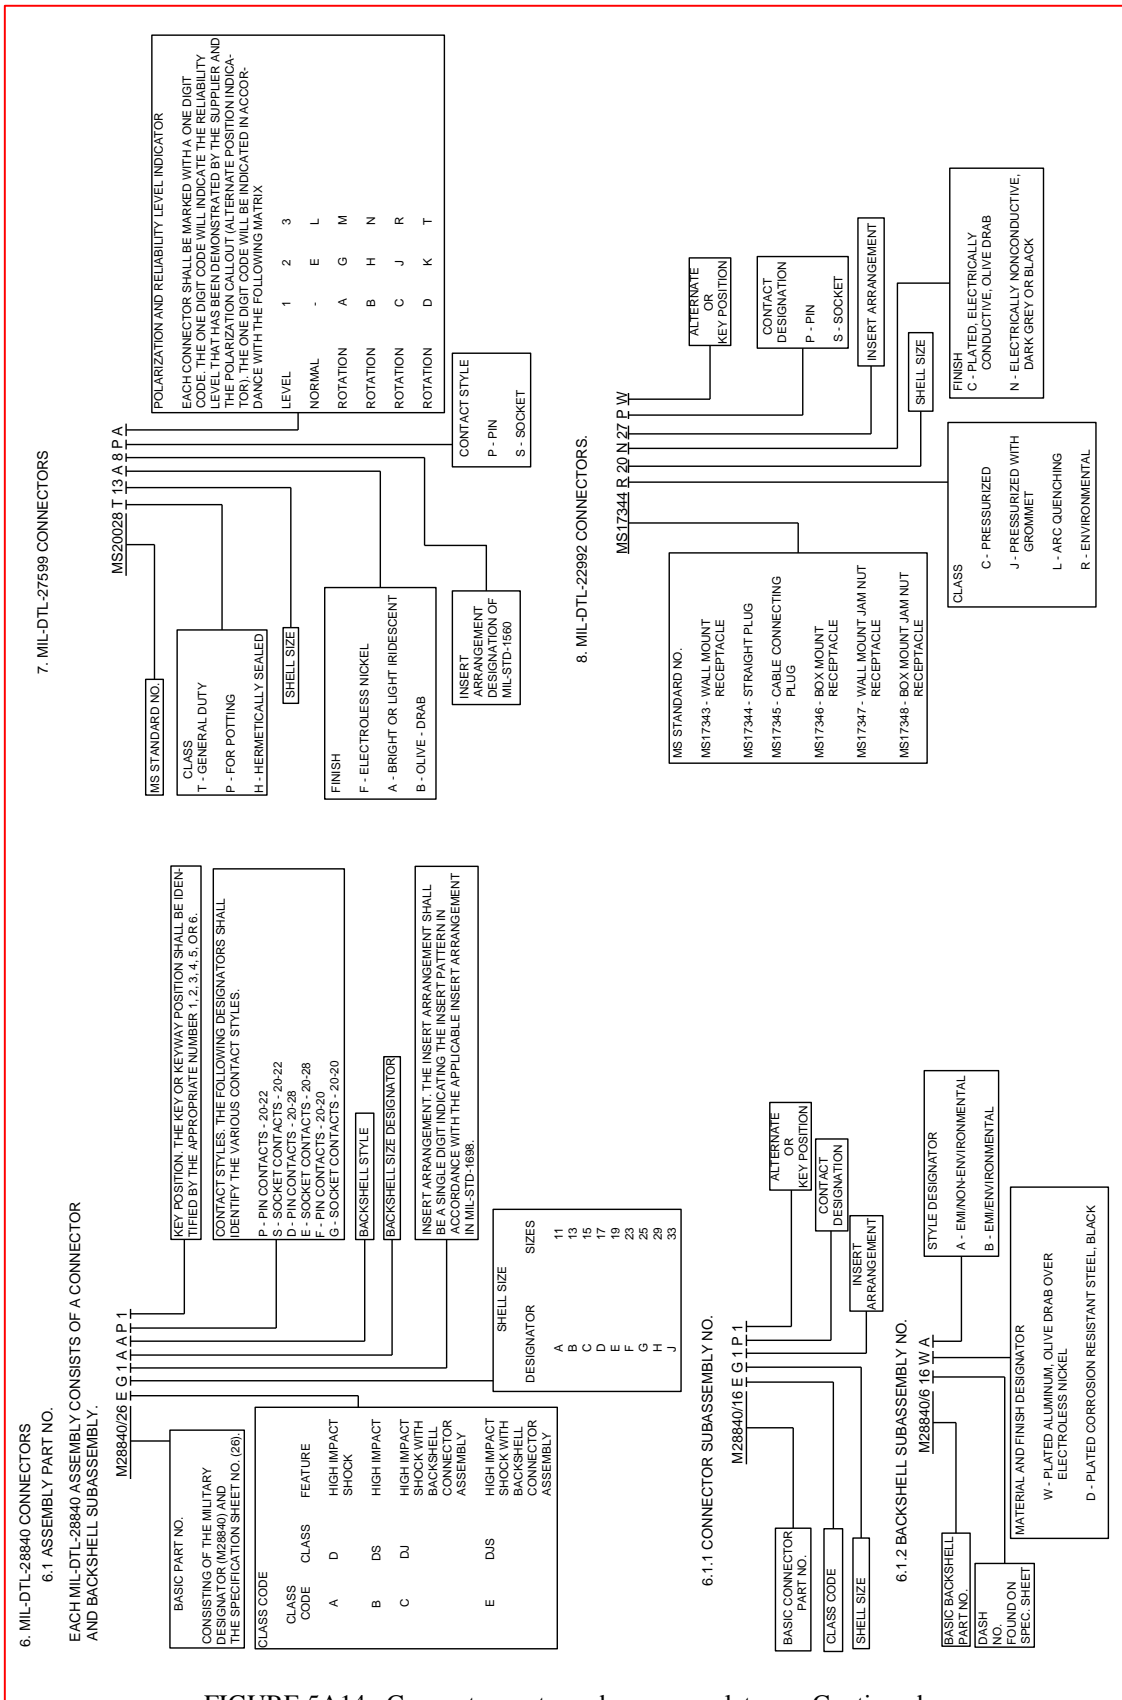 6. MIL-DTL-28840 CONNECTORS
6.1 ASSEMBLY PART NO.
EACH MIL-DTL-28840 ASSEMBLY CONSISTS OF A CONNECTOR
AND BACKSHELL SUBASSEMBLY.
M28840/26 E G 1 A A P 1
BASIC PART NO.
CONSISTING OF THE MILITARY
DESIGNATOR (M28840) AND
THE SPECIFICATION SHEET NO. (26).
CLASS CODE
CLASS CODE CLASS FEATURE
A D HIGH IMPACT
SHOCK
B DS HIGH IMPACT
C DJ HIGH IMPACT
SHOCK WITH
BACKSHELL
CONNECTOR
ASSEMBLY
E DJS HIGH IMPACT
SHOCK WITH
BACKSHELL
CONNECTOR
ASSEMBLY
KEY POSITION. THE KEY OR KEYWAY POSITION SHALL BE IDEN-
TIFIED BY THE APPROPRIATE NUMBER 1, 2, 3, 4, 5, OR 6.
CONTACT STYLES. THE FOLLOWING DESIGNATORS SHALL
IDENTIFY THE VARIOUS CONTACT STYLES.
P - PIN CONTACTS - 20-22
S - SOCKET CONTACTS - 20-22
D - PIN CONTACTS - 20-28
E - SOCKET CONTACTS - 20-28
F - PIN CONTACTS - 20-20
G - SOCKET CONTACTS - 20-20
BACKSHELL STYLE
BACKSHELL SIZE DESIGNATOR
INSERT ARRANGEMENT. THE INSERT ARRANGEMENT SHALL
BE A SINGLE DIGIT INDICATING THE INSERT PATTERN IN
ACCORDANCE WITH THE APPLICABLE INSERT ARRANGEMENT
IN MIL-STD-1698.
SHELL SIZE
DESIGNATOR SIZES
A 11
B 13
C 15
D 17
E 19
F 23
G 25
H 29
J 33
6.1.1 CONNECTOR SUBASSEMBLY NO.
M28840/16 E G 1 P 1
BASIC CONNECTOR
PART NO.
CLASS CODE
SHELL SIZE
ALTERNATE
OR
KEY POSITION
CONTACT
DESIGNATION
INSERT
ARRANGEMENT
6.1.2 BACKSHELL SUBASSEMBLY NO.
M28840/6 16 W A
BASIC BACKSHELL
PART NO.
DASH
NO.
FOUND ON
SPEC. SHEET
STYLE DESIGNATOR
A - EMI/NON-ENVIRONMENTAL
B - EMI/ENVIRONMENTAL
MATERIAL AND FINISH DESIGNATOR
W - PLATED ALUMINUM, OLIVE DRAB OVER
ELECTROLESS NICKEL
D - PLATED CORROSION RESISTANT STEEL, BLACK
7. MIL-DTL-27599 CONNECTORS
MS20028 T 13 A 8 P A
MS STANDARD NO.
CLASS
T - GENERAL DUTY
P - FOR POTTING
H - HERMETICALLY SEALED
SHELL SIZE
FINISH
F - ELECTROLESS NICKEL
A - BRIGHT OR LIGHT IRIDESCENT
B - OLIVE - DRAB
INSERT
ARRANGEMENT
DESIGNATION OF
MIL-STD-1560
POLARIZATION AND RELIABILITY LEVEL INDICATOR
EACH CONNECTOR SHALL BE MARKED WITH A ONE DIGIT
CODE. THE ONE DIGIT CODE WILL INDICATE THE RELIABILITY
LEVEL THAT HAS BEEN DEMONSTRATED BY THE SUPPLIER AND
THE POLARIZATION CALLOUT (ALTERNATE POSITION INDICA-
TOR). THE ONE DIGIT CODE WILL BE INDICATED IN ACCOR-
DANCE WITH THE FOLLOWING MATRIX
LEVEL 1 2 3
NORMAL - E L
ROTATION A G M
ROTATION B H N
ROTATION C J R
ROTATION D K T
CONTACT STYLE
P - PIN
S - SOCKET
8. MIL-DTL-22992 CONNECTORS.
MS17344 R 20 N 27 P W
MS STANDARD NO.
MS17343 - WALL MOUNT
RECEPTACLE
MS17344 - STRAIGHT PLUG
MS17345 - CABLE CONNECTING
PLUG
MS17346 - BOX MOUNT
RECEPTACLE
MS17347 - WALL MOUNT JAM NUT
RECEPTACLE
MS17348 - BOX MOUNT JAM NUT
RECEPTACLE
ALTERNATE
OR
KEY POSITION
CONTACT
DESIGNATION
P - PIN
S - SOCKET
INSERT ARRANGEMENT
SHELL SIZE
FINISH
C - PLATED, ELECTRICALLY
CONDUCTIVE, OLIVE DRAB
N - ELECTRICALLY NONCONDUCTIVE,
DARK GREY OR BLACK
CLASS
C - PRESSURIZED
J - PRESSURIZED WITH
GROMMET
L - ARC QUENCHING
R - ENVIRONMENTAL